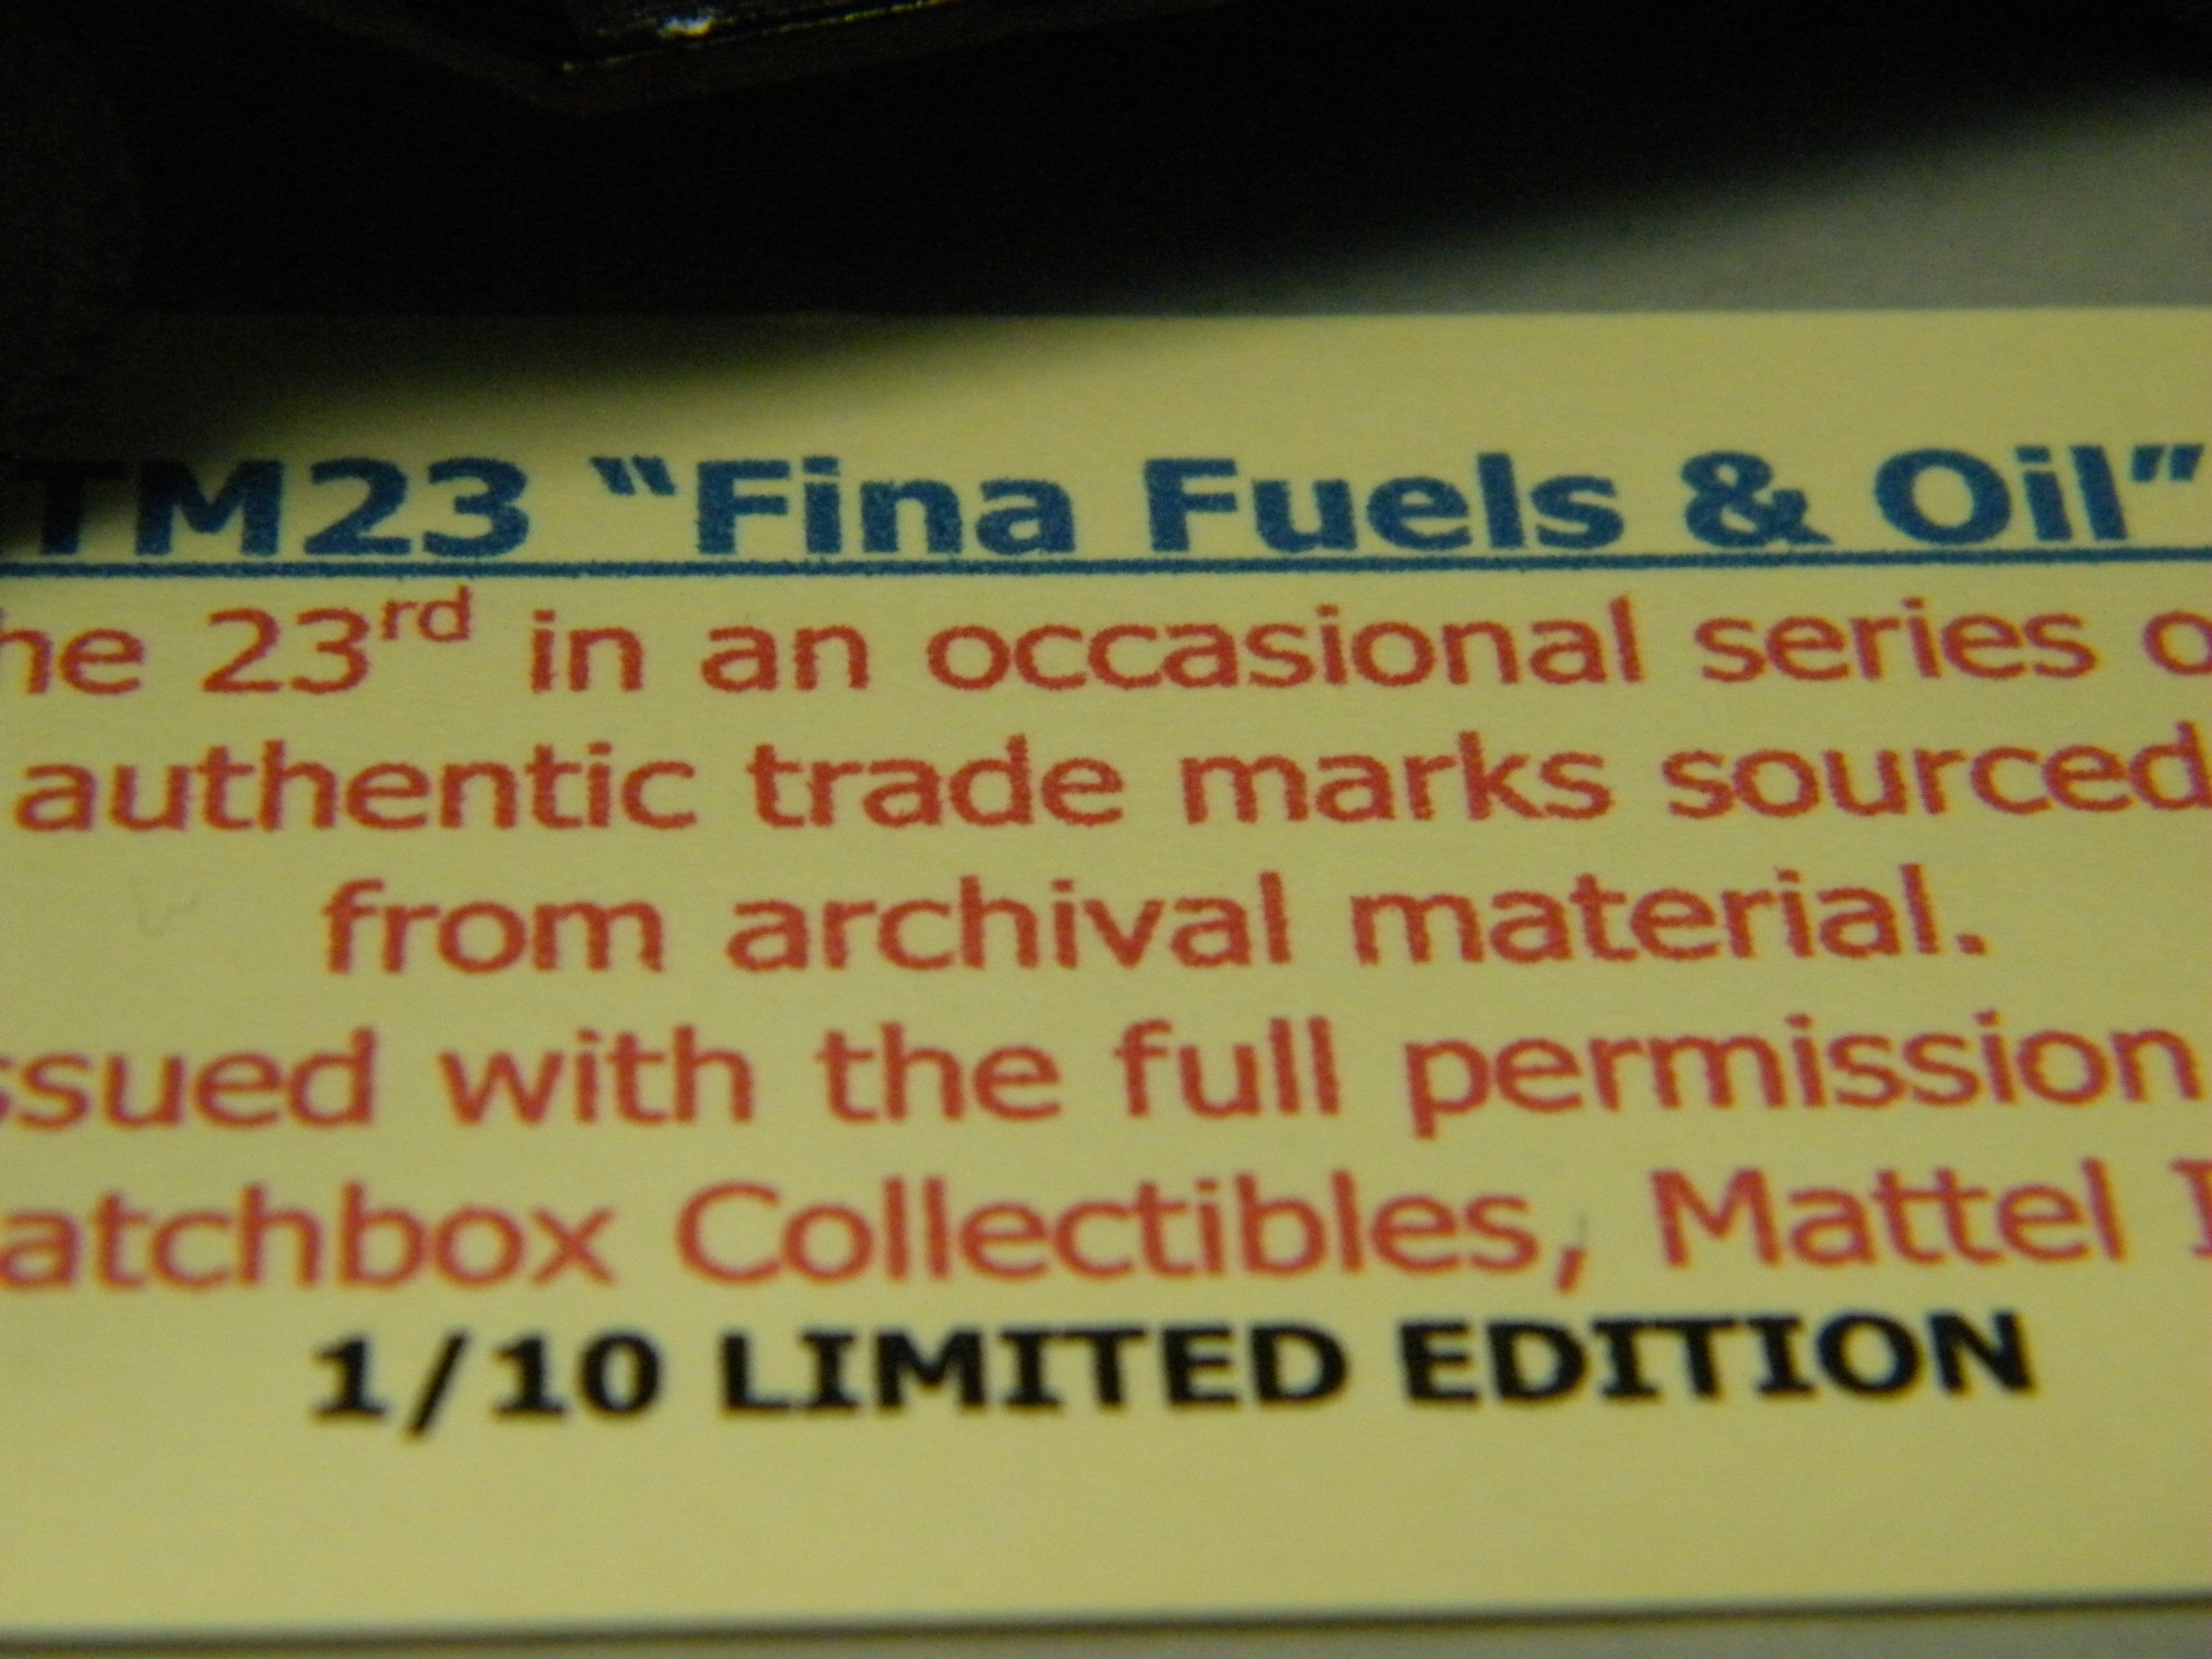 TM23 “Fina Fuels & Oil”
he 23rd in an occasional series o
authentic trade marks sourced
from archival material.
ssued with the full permission
atchbox Collectibles, Mattel I
1/10 LIMITED EDITION